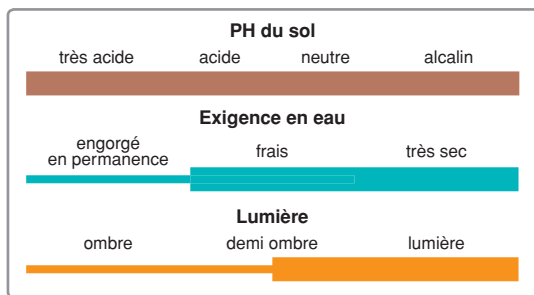 PH du sol
très acide acide neutre alcalin
Exigence en eau
engorgé
en permanence frais très sec
Lumière
ombre demi ombre lumière